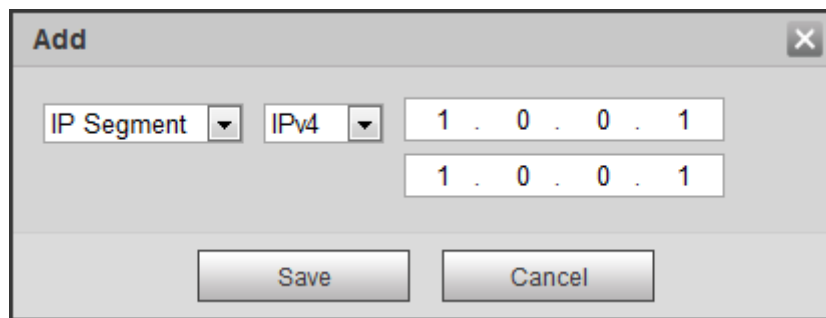 Add
IP Segment IPv4 1 . 0 . 0 . 1
1 . 0 . 0 . 1
Save Cancel